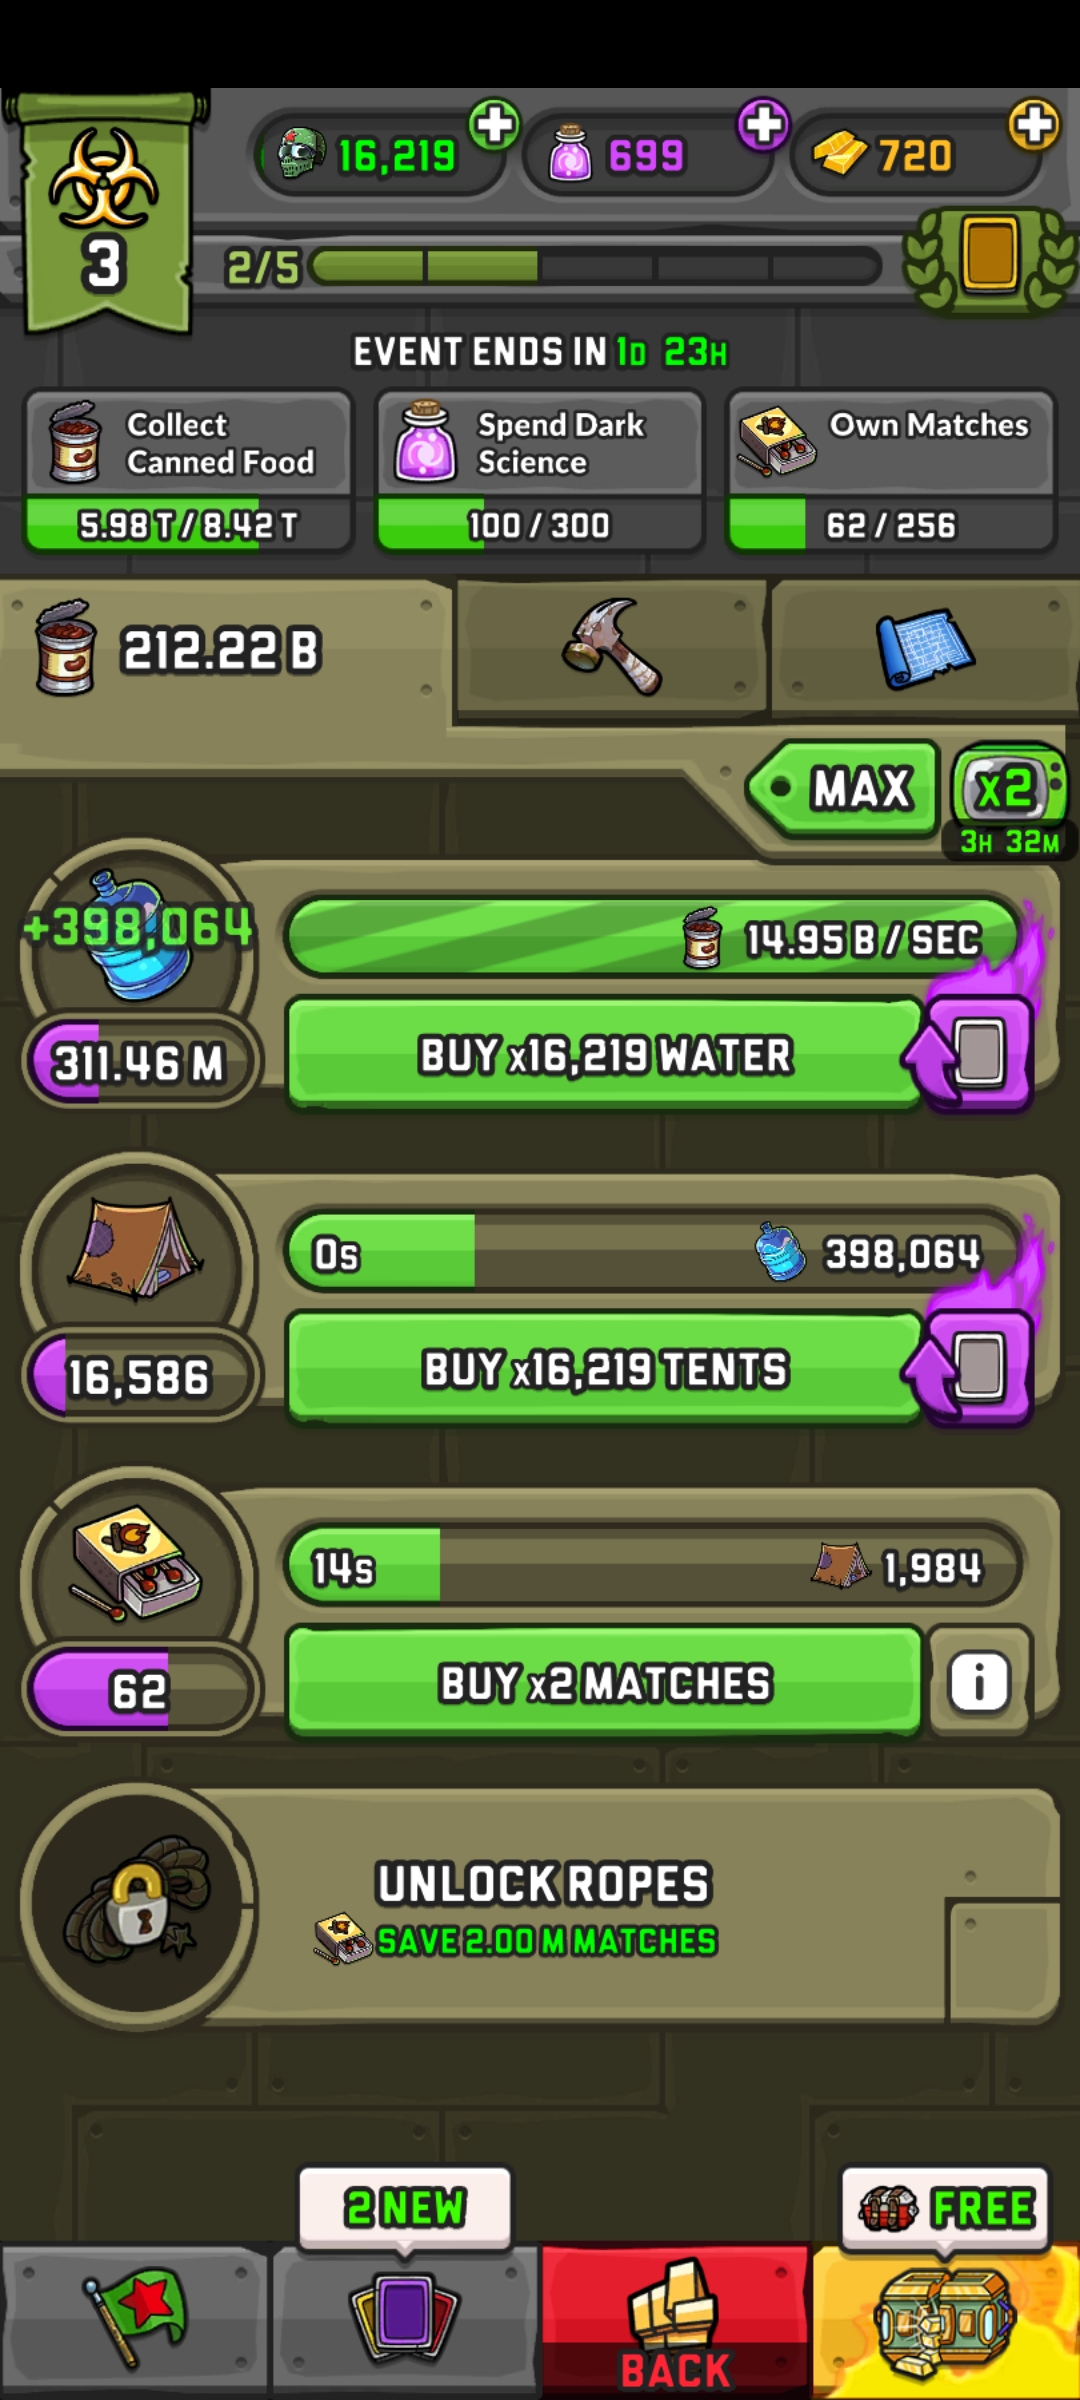 16,219
699
720
3
2/5
EVENT ENDS IN 1D 23H
Collect
Canned Food
5.98 T / 8.42 T
Spend Dark
Science
100 / 300
Own Matches
62 / 256
212.22 B
MAX
x2
3H 32M
+398,064
14.95 B / SEC
311.46 M
BUY x16,219 WATER
0s
398,064
16,586
BUY x16,219 TENTS
14s
1,984
62
BUY x2 MATCHES
i
UNLOCK ROPES
SAVE 2.00 M MATCHES
2 NEW
FREE
BACK